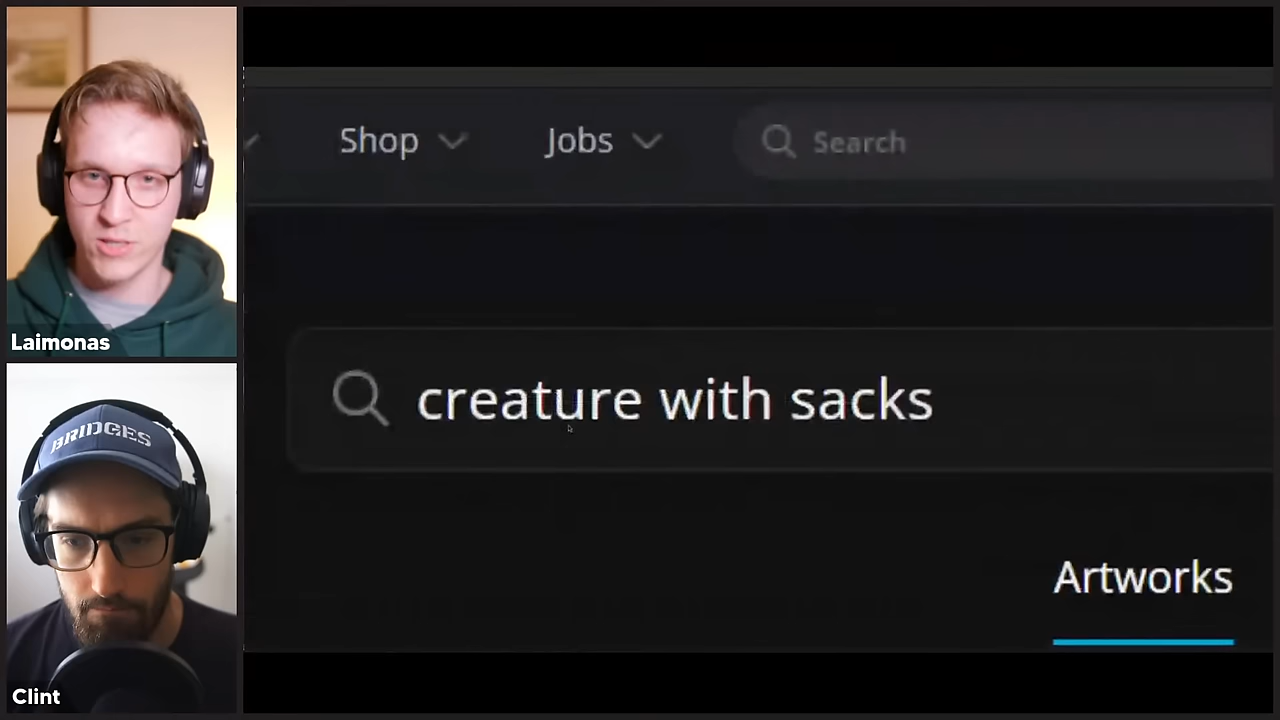 Shop
Jobs
Search
creature with sacks
Artworks
Laimonas
BRIDGES
Clint